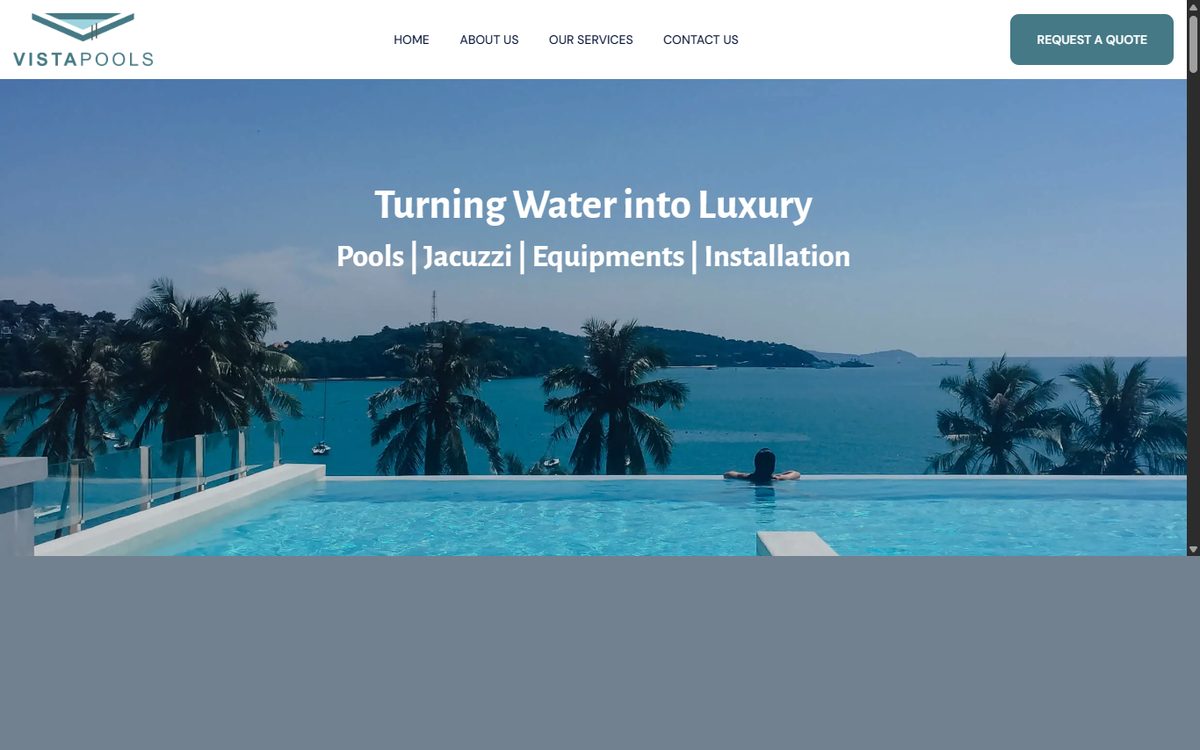 VISTAPOOLS
HOME
ABOUT US
OUR SERVICES
CONTACT US
REQUEST A QUOTE
Turning Water into Luxury
Pools | Jacuzzi | Equipments | Installation